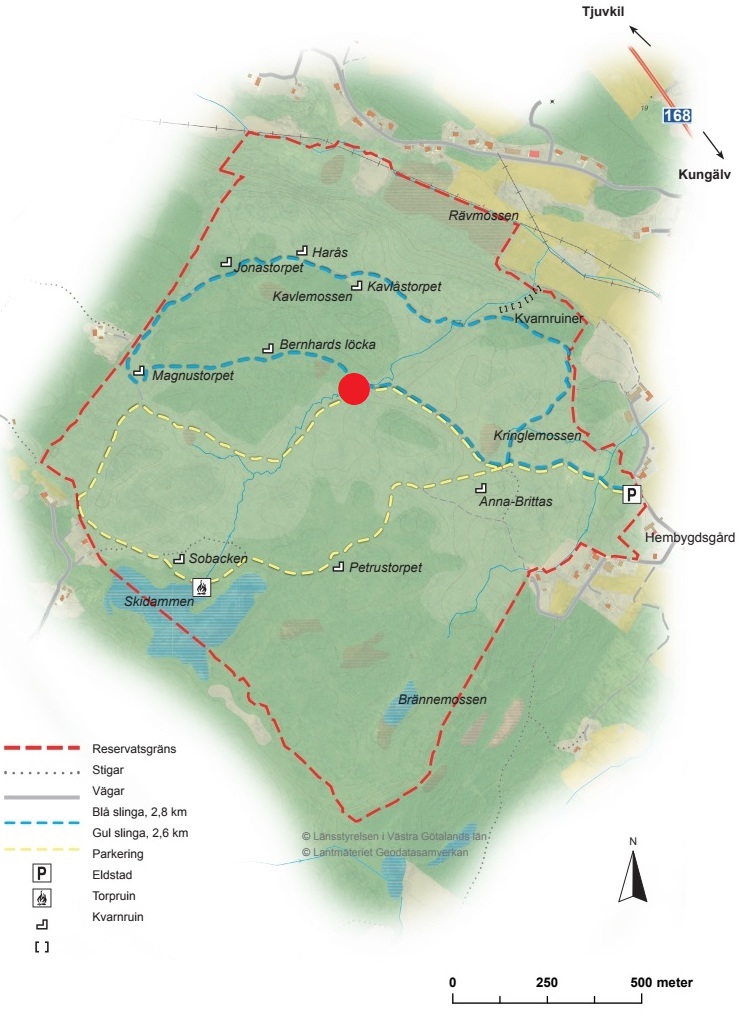 Tjuvkil
19
168
Kungälv
Rävmossen
Harås
Jonastorpet
Kavlåstorpet
Kavlemossen
Kvarnruiner
Bernhards löcka
Magnustorpet
Kringlemossen
P
Anna-Brittas
Hembygdsgård
Sobacken
Petrustorpet
Skidammen
Brännemossen
Reservatsgräns
Stigar
Vägar
Blå slinga, 2,8 km
Gul slinga, 2,6 km
Parkering
P Eldstad
Torpruin
Kvarnruin
© Länsstyrelsen i Västra Götalands län
© Lantmäteriet Geodatasamverkan
N
0 250 500 meter